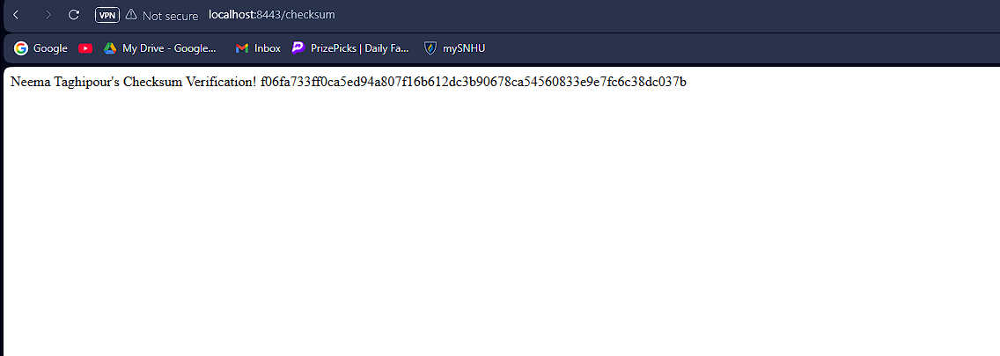 VPN Not secure localhost:8443/checksum
Google My Drive - Google... Inbox PrizePicks | Daily Fa... mySNHU
Neema Taghipour's Checksum Verification! f06fa733ff0ca5ed94a807f16b612dc3b90678ca54560833e9e7fc6c38dc037b